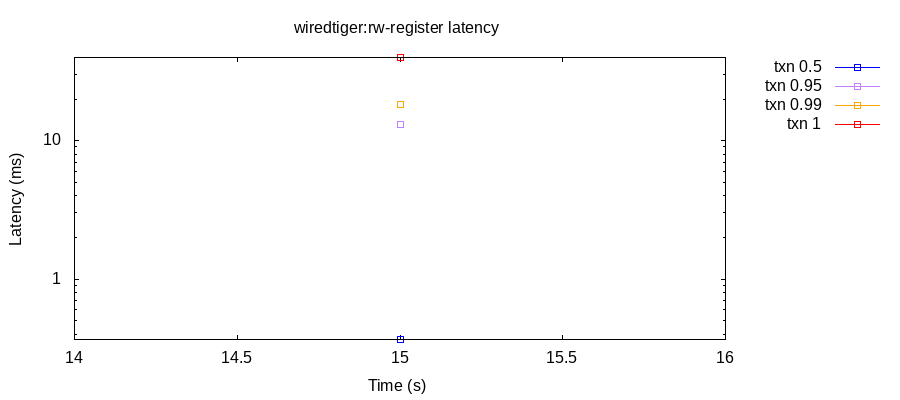 wiredtiger:rw-register latency
txn 0.5
txn 0.95
txn 0.99
txn 1
10
1
Latency (ms)
14
14.5
15
15.5
16
Time (s)